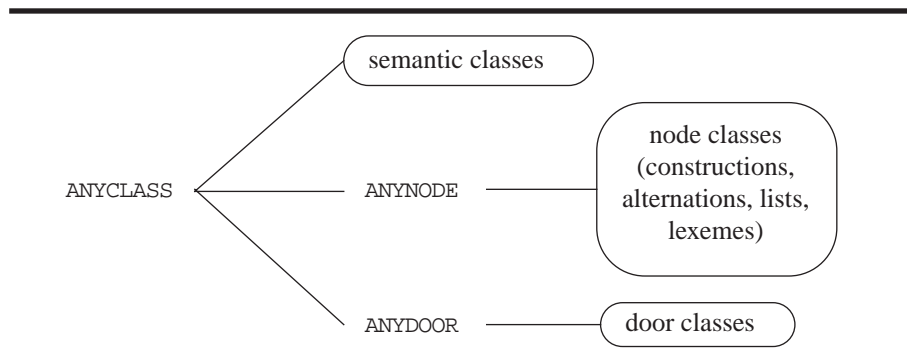 semantic classes
ANYCLASS
ANYNODE
node classes
(constructions,
alternations, lists,
lexemes)
ANYDOOR
door classes